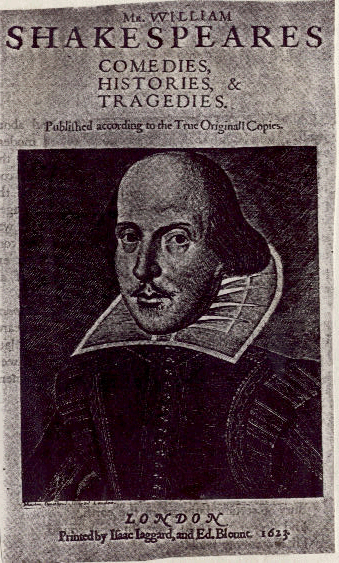 Mr. WILLIAM
SHAKESPEARES
COMEDIES,
HISTORIES, &
TRAGEDIES.
Published according to the True Originall Copies.
LONDON
Printed by Isaac Iaggard, and Ed. Blount. 1623.